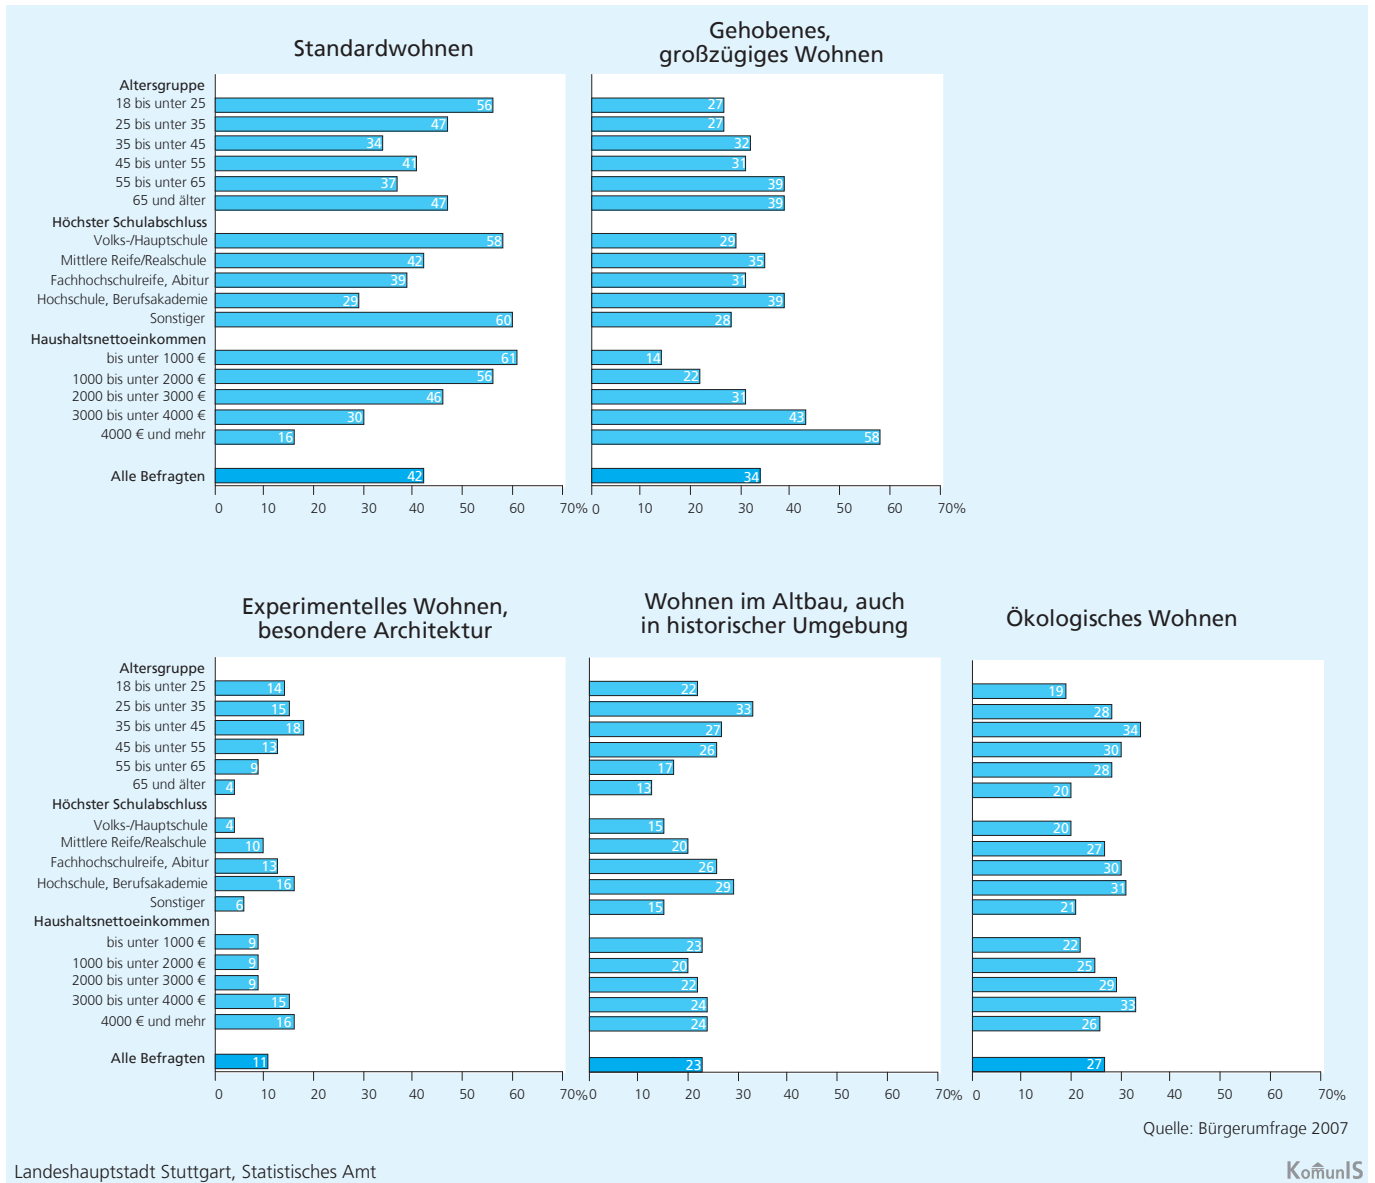 Standardwohnen
Gehobenes,
großzügiges Wohnen
Altersgruppe
18 bis unter 25 56 27
25 bis unter 35 47 27
35 bis unter 45 34 32
45 bis unter 55 41 31
55 bis unter 65 37 39
65 und älter 47 39
Höchster Schulabschluss
Volks-/Hauptschule 58 29
Mittlere Reife/Realschule 42 35
Fachhochschulreife, Abitur 39 31
Hochschule, Berufsakademie 29 39
Sonstiger 60 28
Haushaltsnettoeinkommen
bis unter 1000 € 61 14
1000 bis unter 2000 € 56 22
2000 bis unter 3000 € 46 31
3000 bis unter 4000 € 30 43
4000 € und mehr 16 58
Alle Befragten 42 34
0 10 20 30 40 50 60 70% 0 10 20 30 40 50 60 70%
Experimentelles Wohnen,
besondere Architektur
Wohnen im Altbau, auch
in historischer Umgebung
Ökologisches Wohnen
Altersgruppe
18 bis unter 25 14 22 19
25 bis unter 35 15 33 28
35 bis unter 45 18 27 34
45 bis unter 55 13 26 30
55 bis unter 65 9 17 28
65 und älter 4 13 20
Höchster Schulabschluss
Volks-/Hauptschule 4 15 20
Mittlere Reife/Realschule 10 20 27
Fachhochschulreife, Abitur 13 26 30
Hochschule, Berufsakademie 16 29 31
Sonstiger 6 15 21
Haushaltsnettoeinkommen
bis unter 1000 € 9 23 22
1000 bis unter 2000 € 9 20 25
2000 bis unter 3000 € 9 22 29
3000 bis unter 4000 € 15 24 33
4000 € und mehr 16 24 26
Alle Befragten 11 23 27
0 10 20 30 40 50 60 70% 0 10 20 30 40 50 60 70% 0 10 20 30 40 50 60 70%
Quelle: Bürgerumfrage 2007
Landeshauptstadt Stuttgart, Statistisches Amt
KomunIS